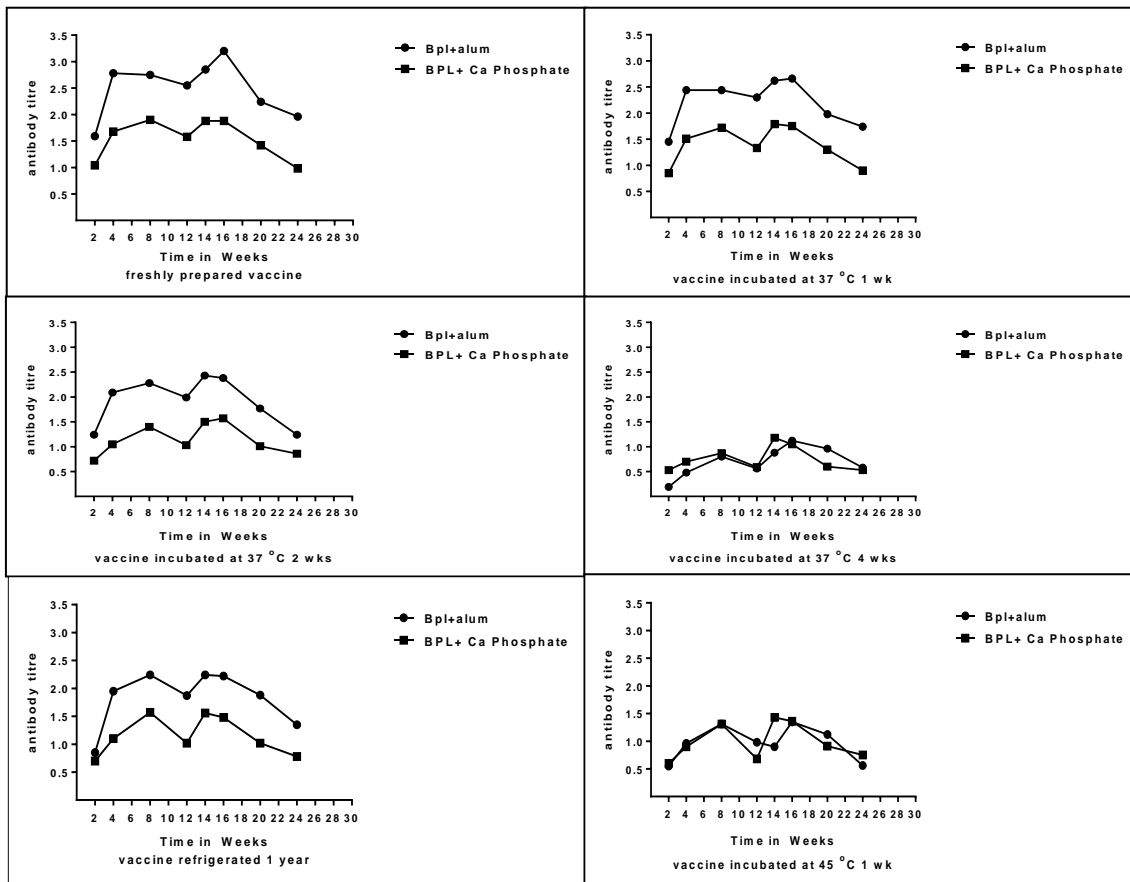 3.5
3.0
2.5
2.0
1.5
1.0
0.5
antibody titre
2 4 6 8 10 12 14 16 18 20 22 24 26 28 30
Time in Weeks
freshly prepared vaccine
Bpl+alum
BPL+ Ca Phosphate
3.5
3.0
2.5
2.0
1.5
1.0
0.5
antibody titre
2 4 6 8 10 12 14 16 18 20 22 24 26 28 30
Time in Weeks
vaccine incubated at 37 °C 1 wk
Bpl+alum
BPL+ Ca Phosphate
3.5
3.0
2.5
2.0
1.5
1.0
0.5
antibody titre
2 4 6 8 10 12 14 16 18 20 22 24 26 28 30
Time in Weeks
vaccine incubated at 37 °C 2 wks
Bpl+alum
BPL+ Ca Phosphate
3.5
3.0
2.5
2.0
1.5
1.0
0.5
antibody titre
2 4 6 8 10 12 14 16 18 20 22 24 26 28 30
Time in Weeks
vaccine incubated at 37 °C 4 wks
Bpl+alum
BPL+ Ca Phosphate
3.5
3.0
2.5
2.0
1.5
1.0
0.5
antibody titre
2 4 6 8 10 12 14 16 18 20 22 24 26 28 30
Time in Weeks
vaccine refrigerated 1 year
Bpl+alum
BPL+ Ca Phosphate
3.5
3.0
2.5
2.0
1.5
1.0
0.5
antibody titre
2 4 6 8 10 12 14 16 18 20 22 24 26 28 30
Time in Weeks
vaccine incubated at 45 °C 1 wk
Bpl+alum
BPL+ Ca Phosphate